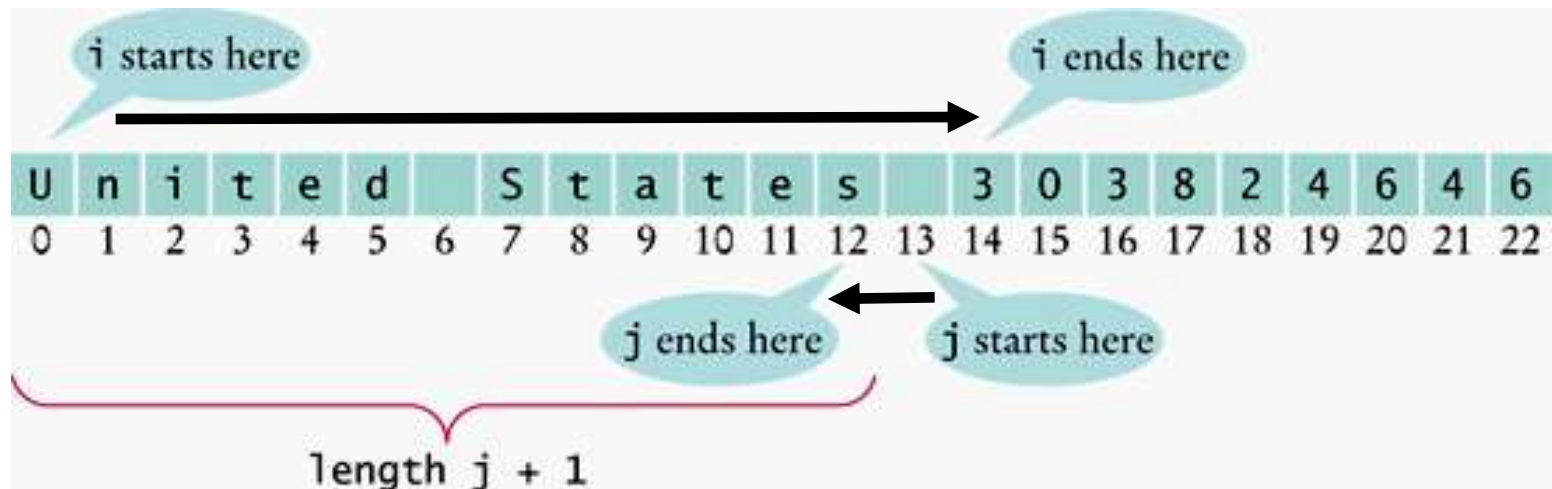 i starts here
i ends here
U n i t e d S t a t e s 3 0 3 8 2 4 6 4 6
0 1 2 3 4 5 6 7 8 9 10 11 12 13 14 15 16 17 18 19 20 21 22
j ends here
j starts here
length j + 1